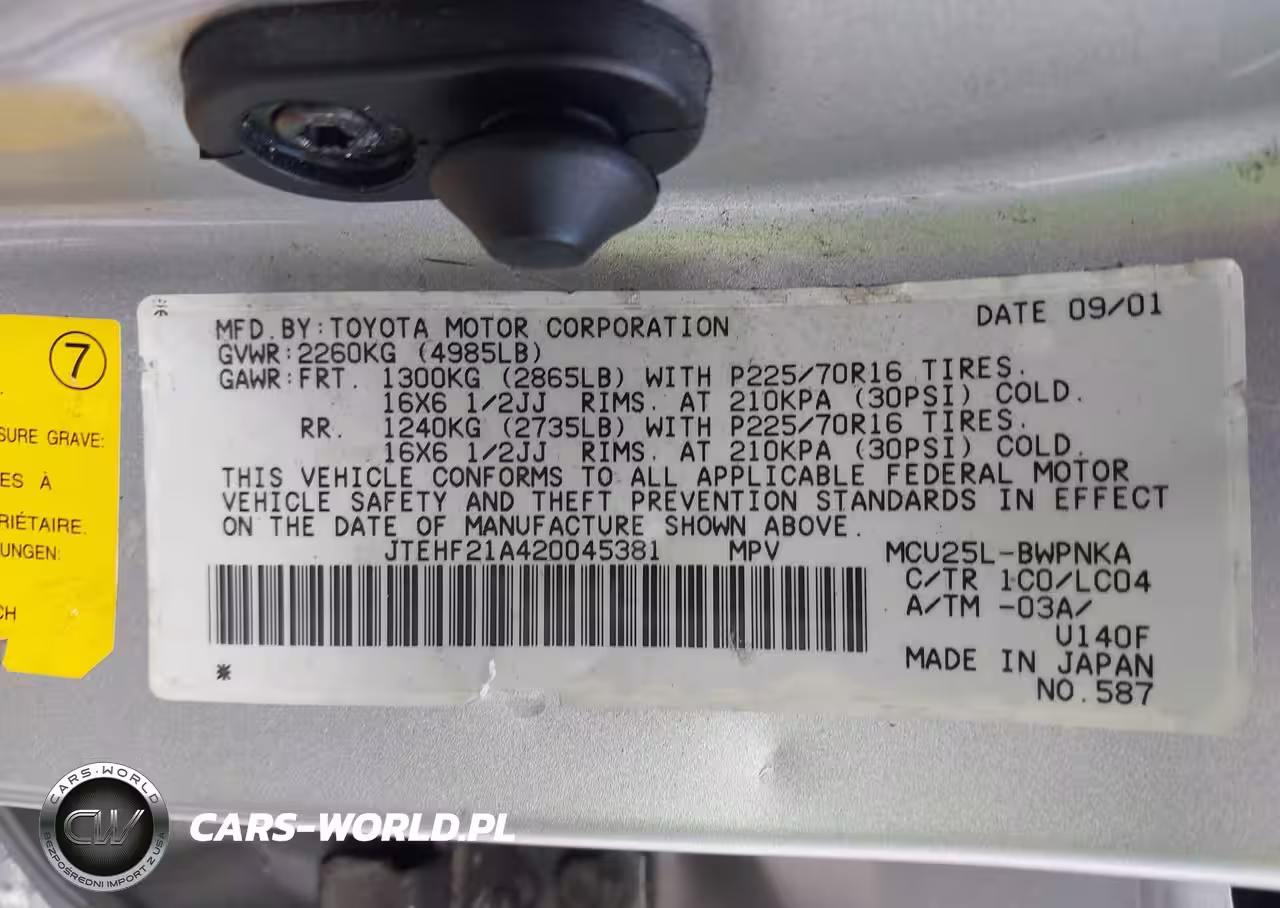 7
SURE GRAVE:
ES À
RIÉTAIRE.
UNGEN:
CH
DATE 09/01
MFD.BY:TOYOTA MOTOR CORPORATION
GVWR:2260KG (4985LB)
GAWR:FRT. 1300KG (2865LB) WITH P225/70R16 TIRES.
16X6 1/2JJ RIMS. AT 210KPA (30PSI) COLD.
RR. 1240KG (2735LB) WITH P225/70R16 TIRES.
16X6 1/2JJ RIMS. AT 210KPA (30PSI) COLD.
THIS VEHICLE CONFORMS TO ALL APPLICABLE FEDERAL MOTOR
VEHICLE SAFETY AND THEFT PREVENTION STANDARDS IN EFFECT
ON THE DATE OF MANUFACTURE SHOWN ABOVE.
JTEHF21A420045381 MPV MCU25L-BWPNKA
C/TR 1C0/LC04
A/TM -03A/
U140F
MADE IN JAPAN
NO.587
CARS-WORLD
CW
BEZPOŚREDNI IMPORT Z USA
CARS-WORLD.PL